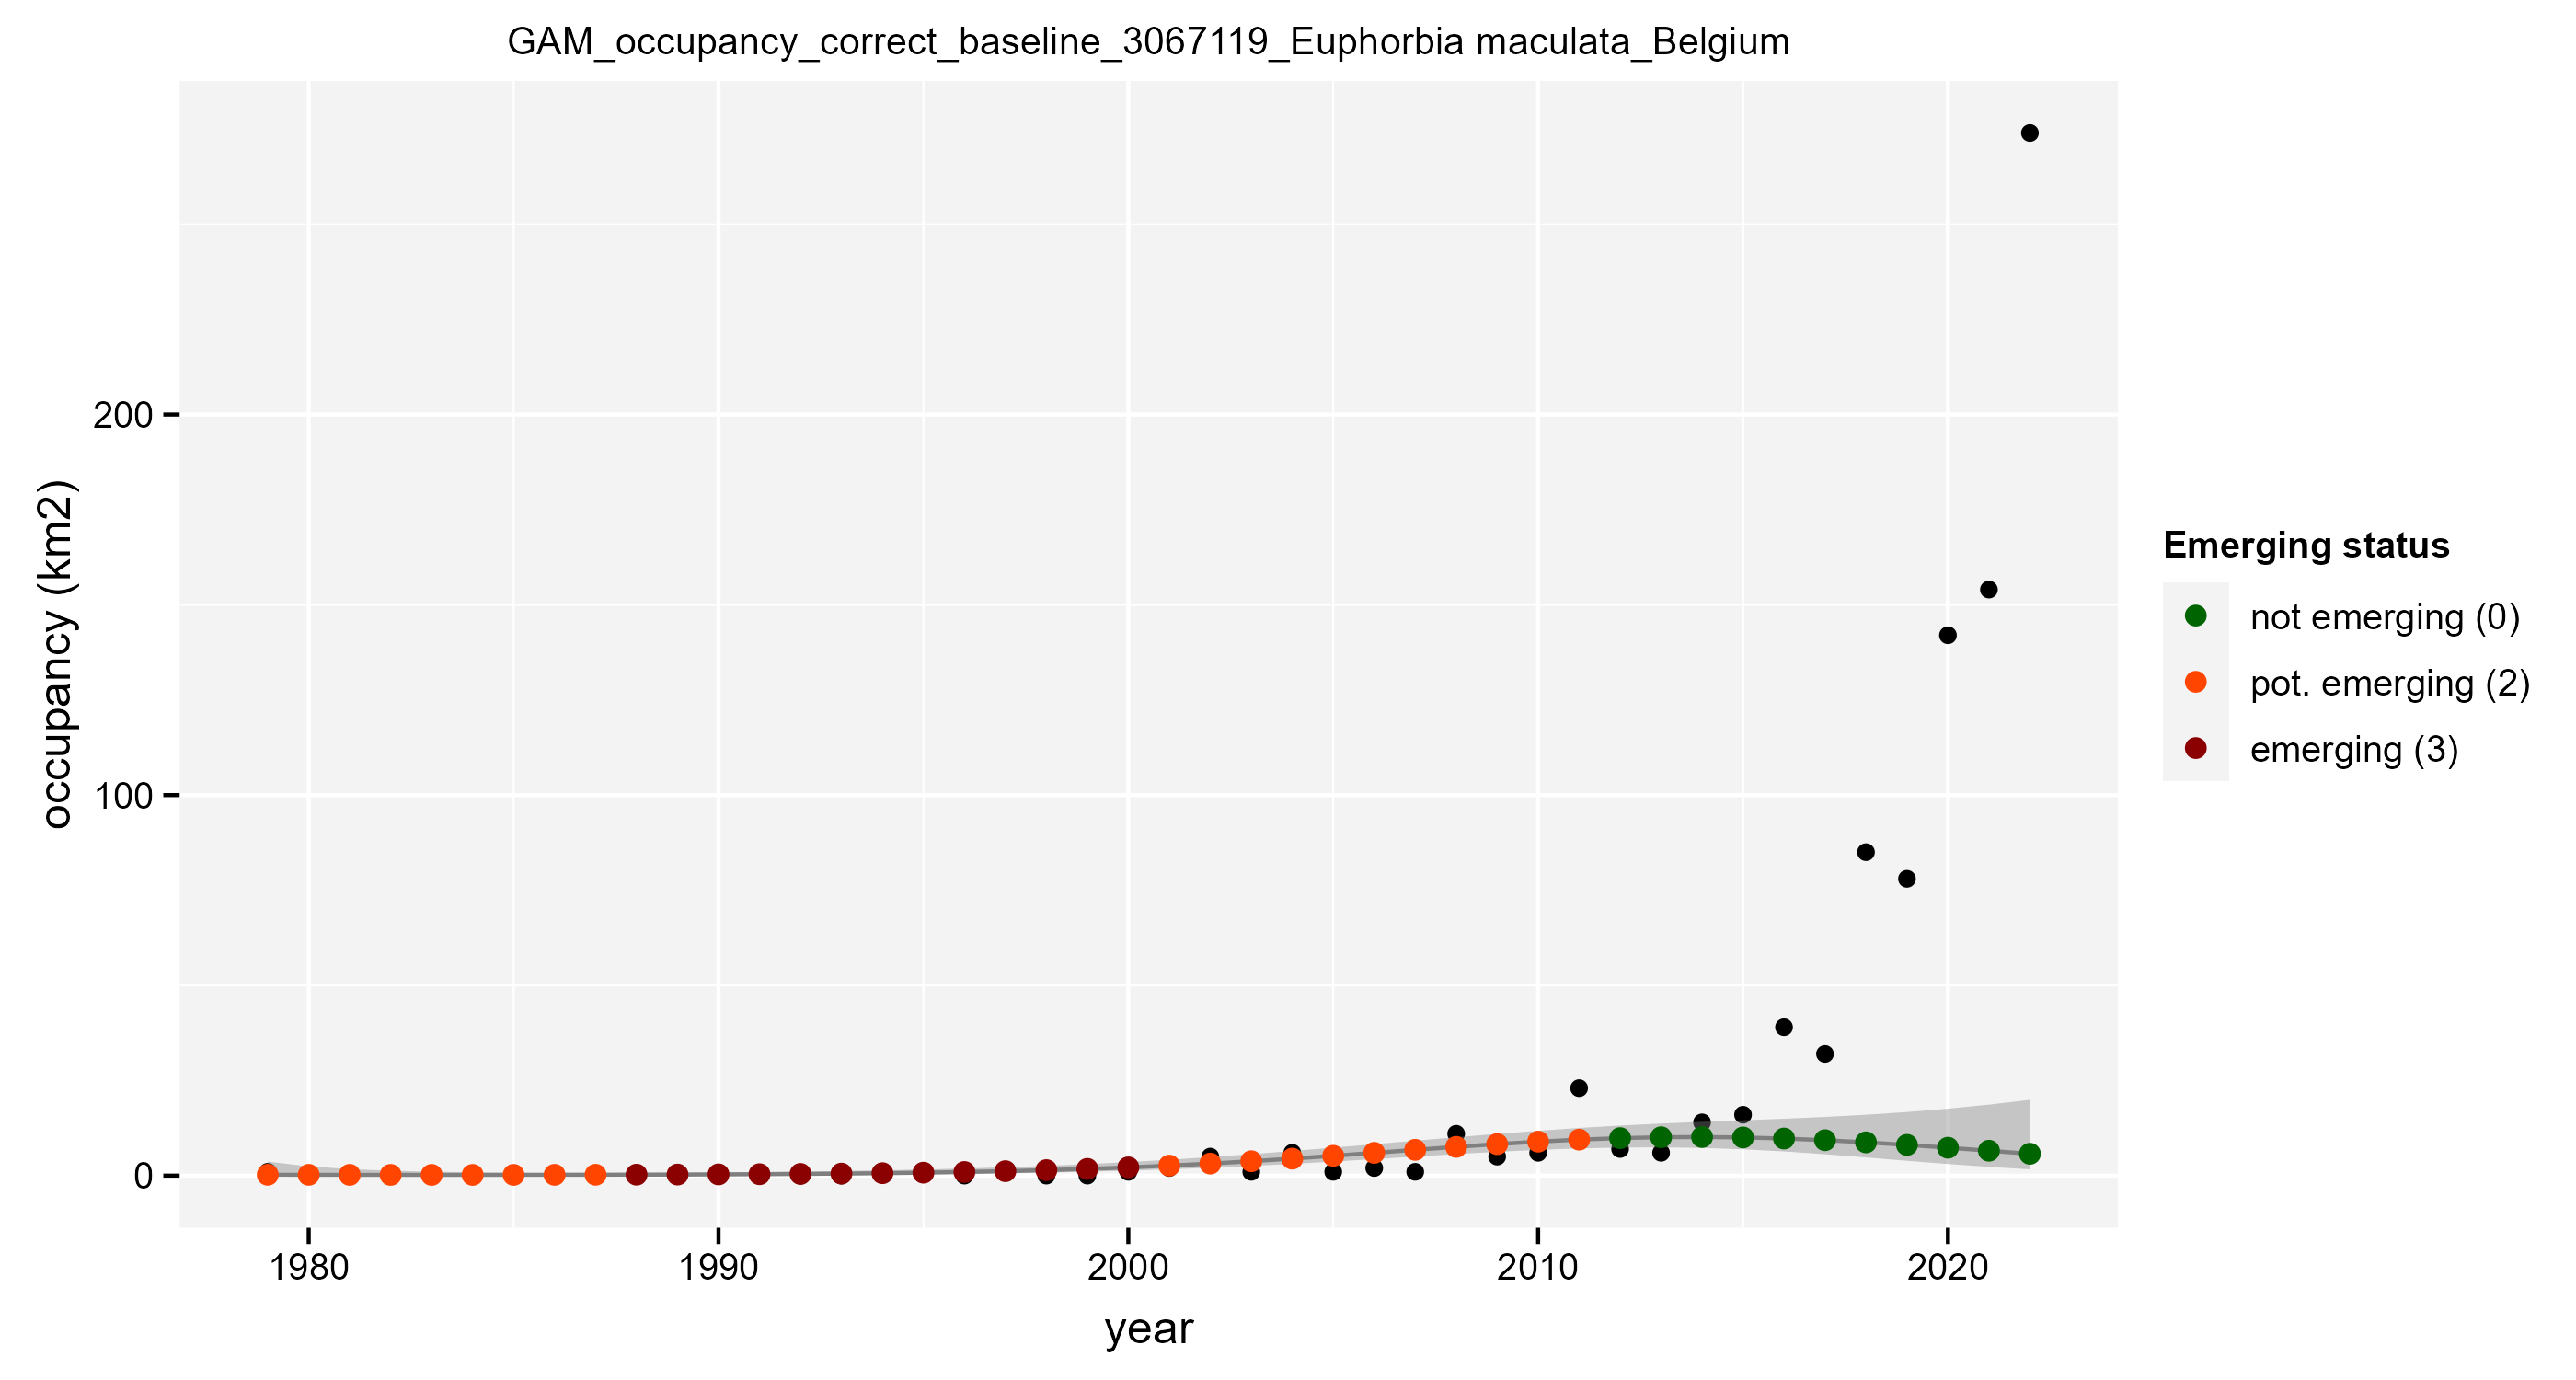 GAM_occupancy_correct_baseline_3067119_Euphorbia maculata_Belgium
occupancy (km2)
200
100
0
1980 1990 2000 2010 2020
year
Emerging status
not emerging (0)
pot. emerging (2)
emerging (3)